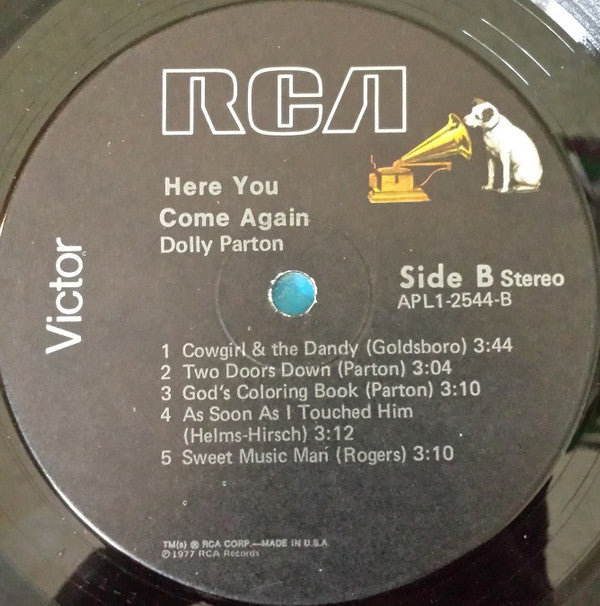 RCA
Here You
Come Again
Dolly Parton
Victor
Side B Stereo
APL1-2544-B
1 Cowgirl & the Dandy (Goldsboro) 3:44
2 Two Doors Down (Parton) 3:04
3 God's Coloring Book (Parton) 3:10
4 As Soon As I Touched Him
(Helms-Hirsch) 3:12
5 Sweet Music Man (Rogers) 3:10
TM(s) ® RCA CORP.—MADE IN U.S.A.
℗ 1977 RCA Records